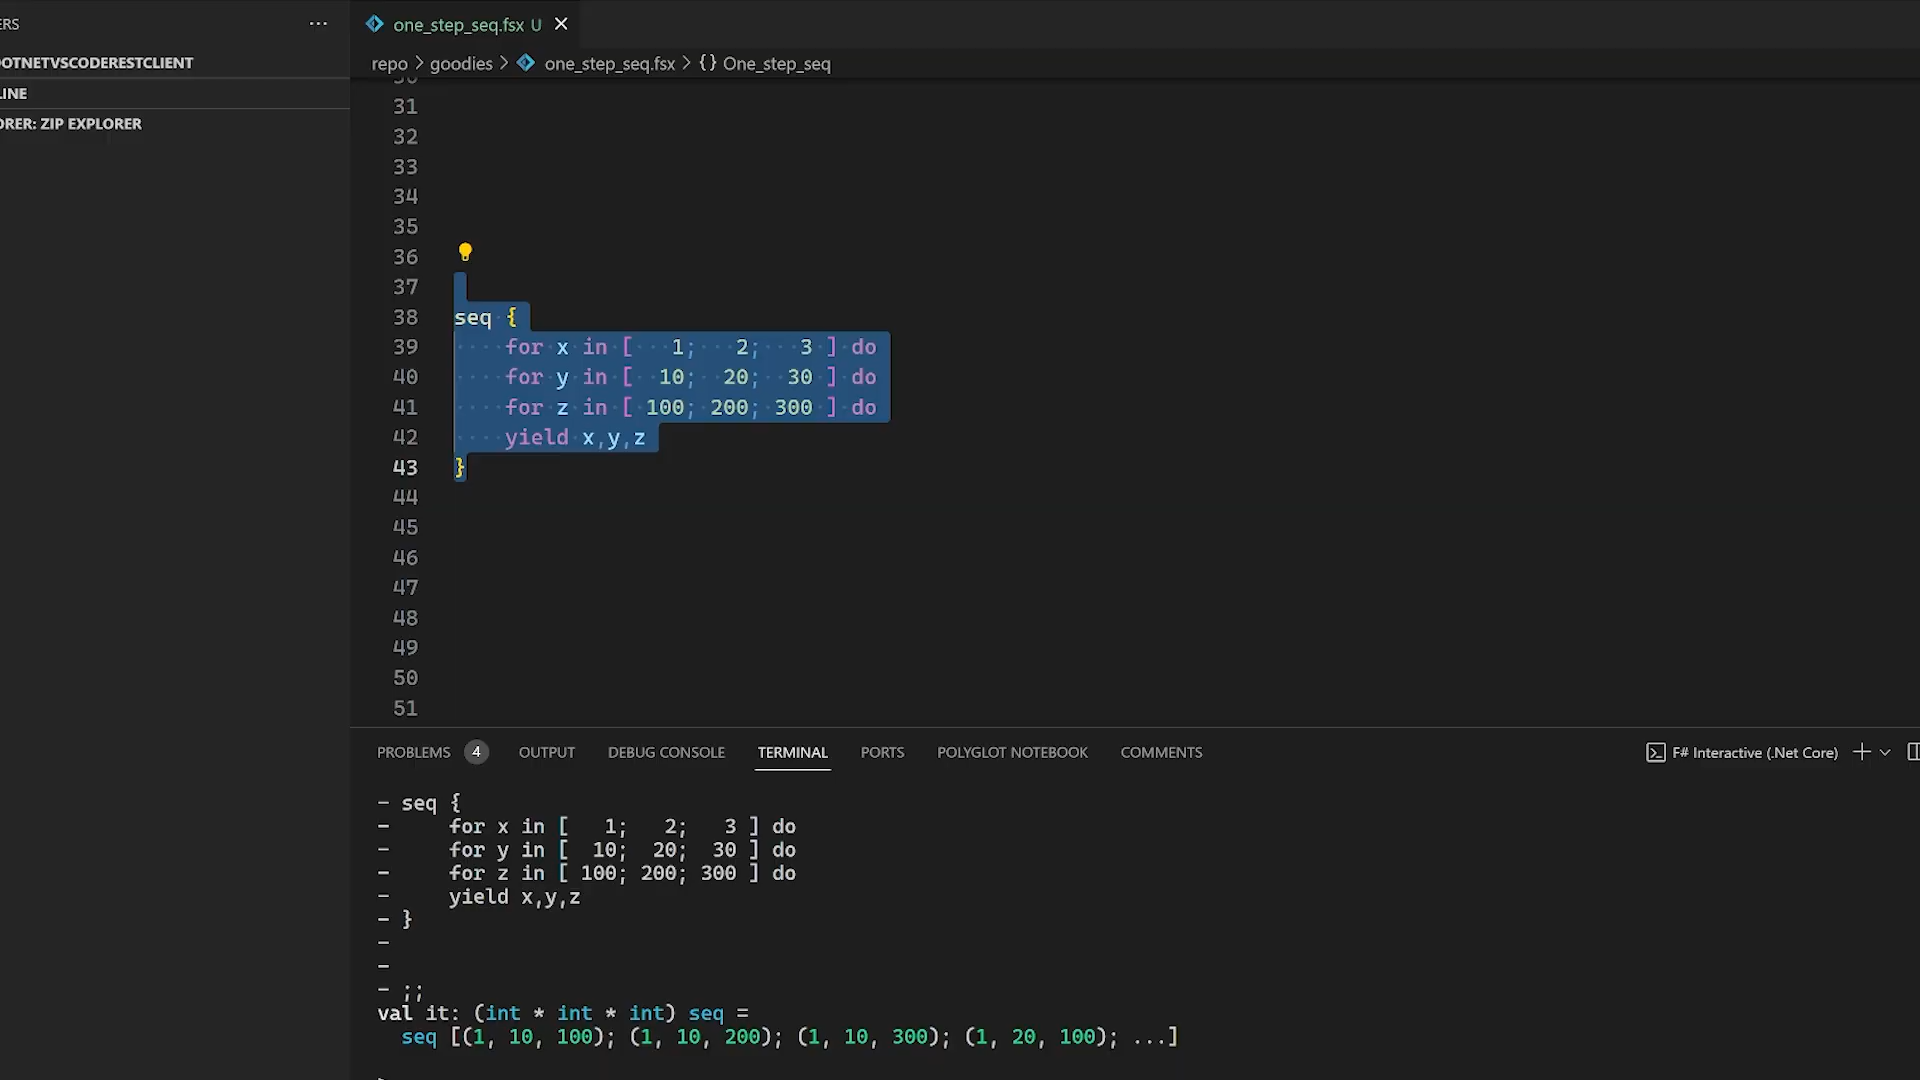 ERS
one_step_seq.fsx U
OTNETVSCODERESTCLIENT
repo > goodies > one_step_seq.fsx > {} One_step_seq
LINE
ORER: ZIP EXPLORER
31
32
33
34
35
36
37
38 seq {
39     for x in [   1;   2;   3 ] do
40     for y in [  10;  20;  30 ] do
41     for z in [ 100; 200; 300 ] do
42     yield x,y,z
43 }
44
45
46
47
48
49
50
51
PROBLEMS 4 OUTPUT DEBUG CONSOLE TERMINAL PORTS POLYGLOT NOTEBOOK COMMENTS F# Interactive (.Net Core)
- seq {
-     for x in [   1;   2;   3 ] do
-     for y in [  10;  20;  30 ] do
-     for z in [ 100; 200; 300 ] do
-     yield x,y,z
- }
-
-
- ;;
val it: (int * int * int) seq =
  seq [(1, 10, 100); (1, 10, 200); (1, 10, 300); (1, 20, 100); ...]